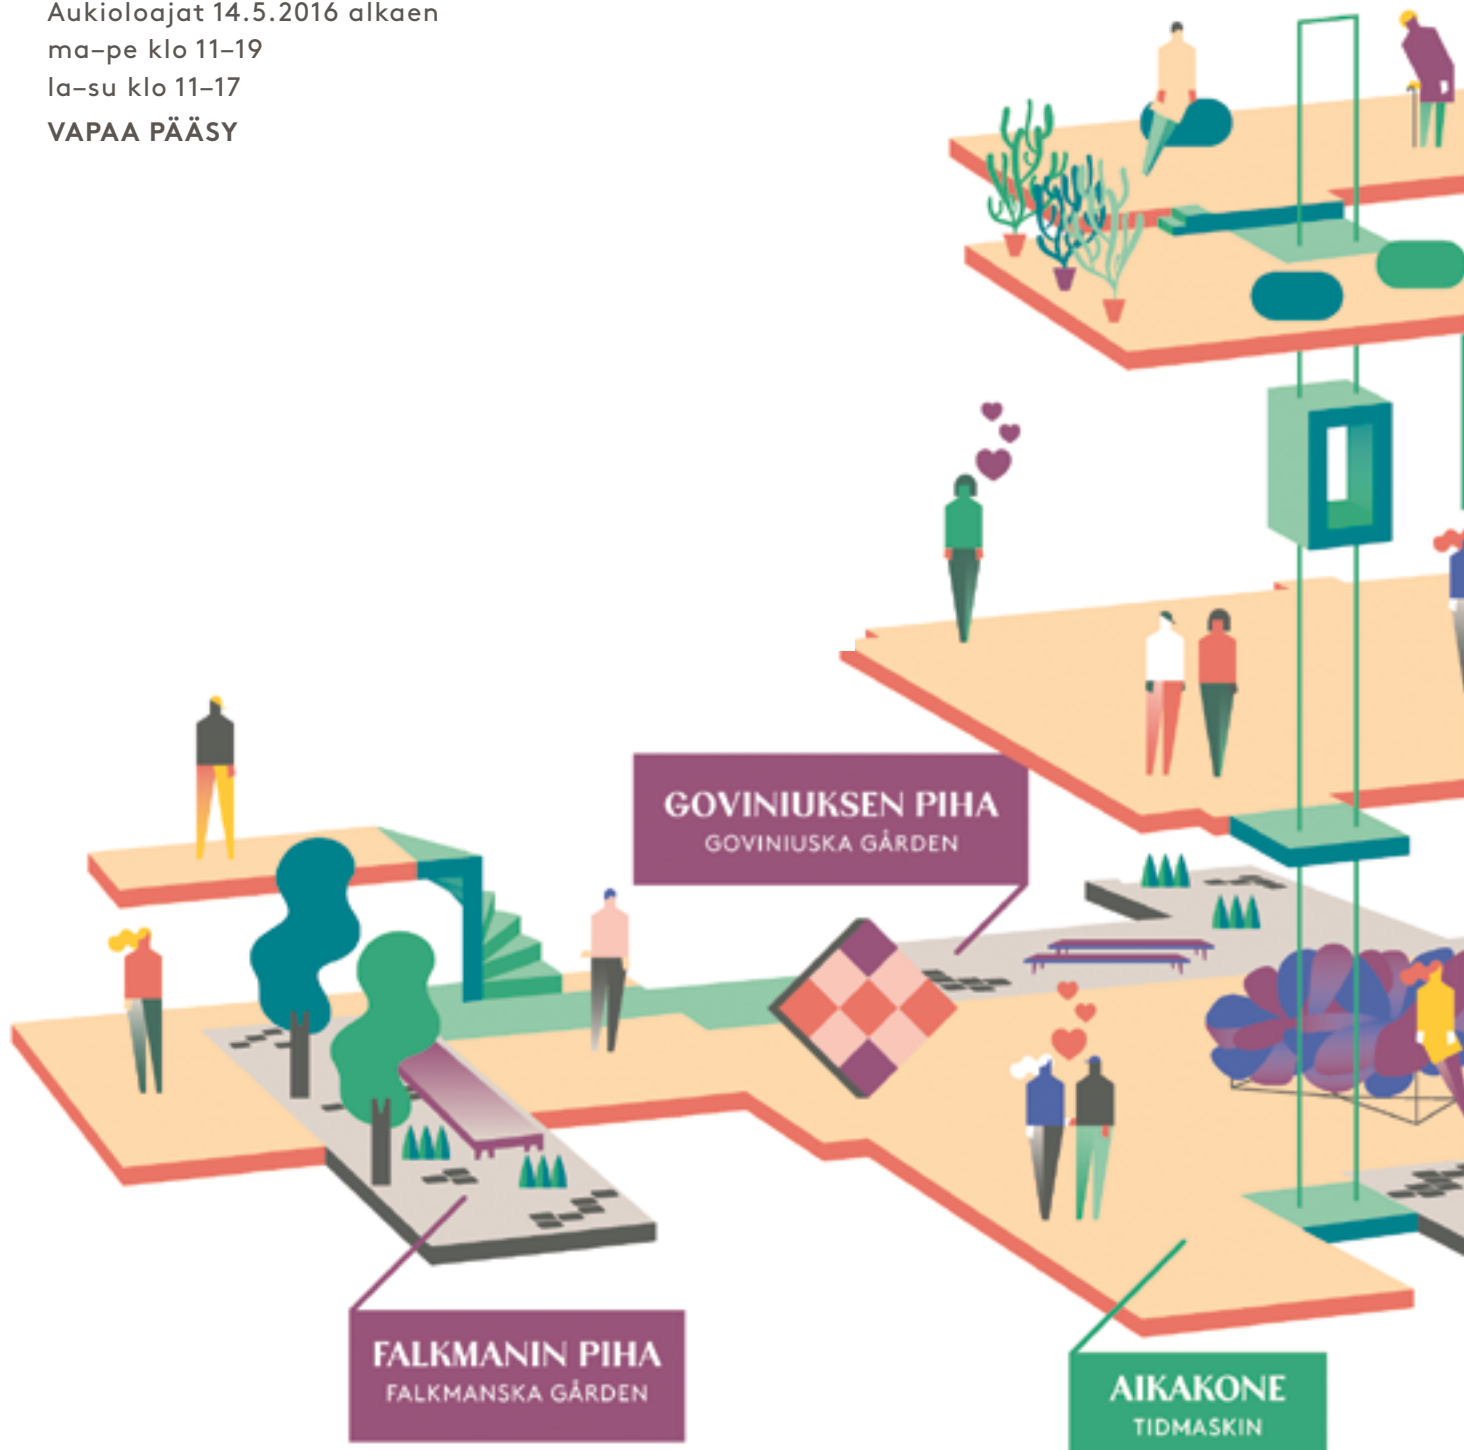 Aukioloajat 14.5.2016 alkaen
ma–pe klo 11–19
la–su klo 11–17
VAPAA PÄÄSY
GOVINIUKSEN PIHA
GOVINIUSKA GÅRDEN
FALKMANIN PIHA
FALKMANSKA GÅRDEN
AIKAKONE
TIDMASKIN